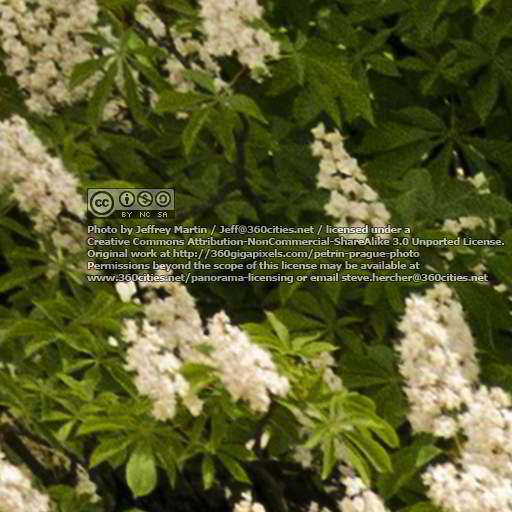 cc BY NC SA
Photo by Jeffrey Martin / Jeff@360cities.net / licensed under a
Creative Commons Attribution-NonCommercial-ShareAlike 3.0 Unported License.
Original work at http://360gigapixels.com/petrin-prague-photo
Permissions beyond the scope of this license may be available at
www.360cities.net/panorama-licensing or email steve.hercher@360cities.net